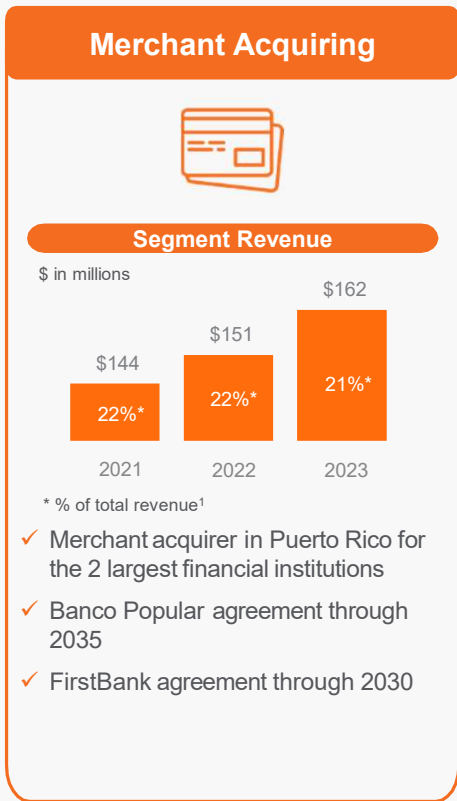 Merchant Acquiring
Segment Revenue
$ in millions
$144
$151
$162
22%*
22%*
21%*
2021
2022
2023
* % of total revenue¹
✓ Merchant acquirer in Puerto Rico for
the 2 largest financial institutions
✓ Banco Popular agreement through
2035
✓ FirstBank agreement through 2030